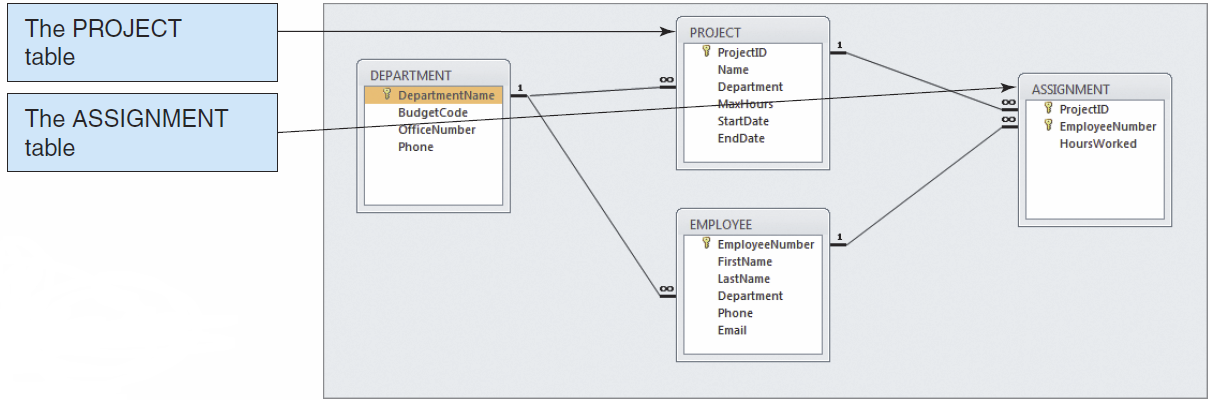 The PROJECT
table
The ASSIGNMENT
table
DEPARTMENT
DepartmentName
BudgetCode
OfficeNumber
Phone
1
∞
∞
PROJECT
ProjectID
Name
Department
MaxHours
StartDate
EndDate
1
EMPLOYEE
EmployeeNumber
FirstName
LastName
Department
Phone
Email
1
∞
∞
ASSIGNMENT
ProjectID
EmployeeNumber
HoursWorked